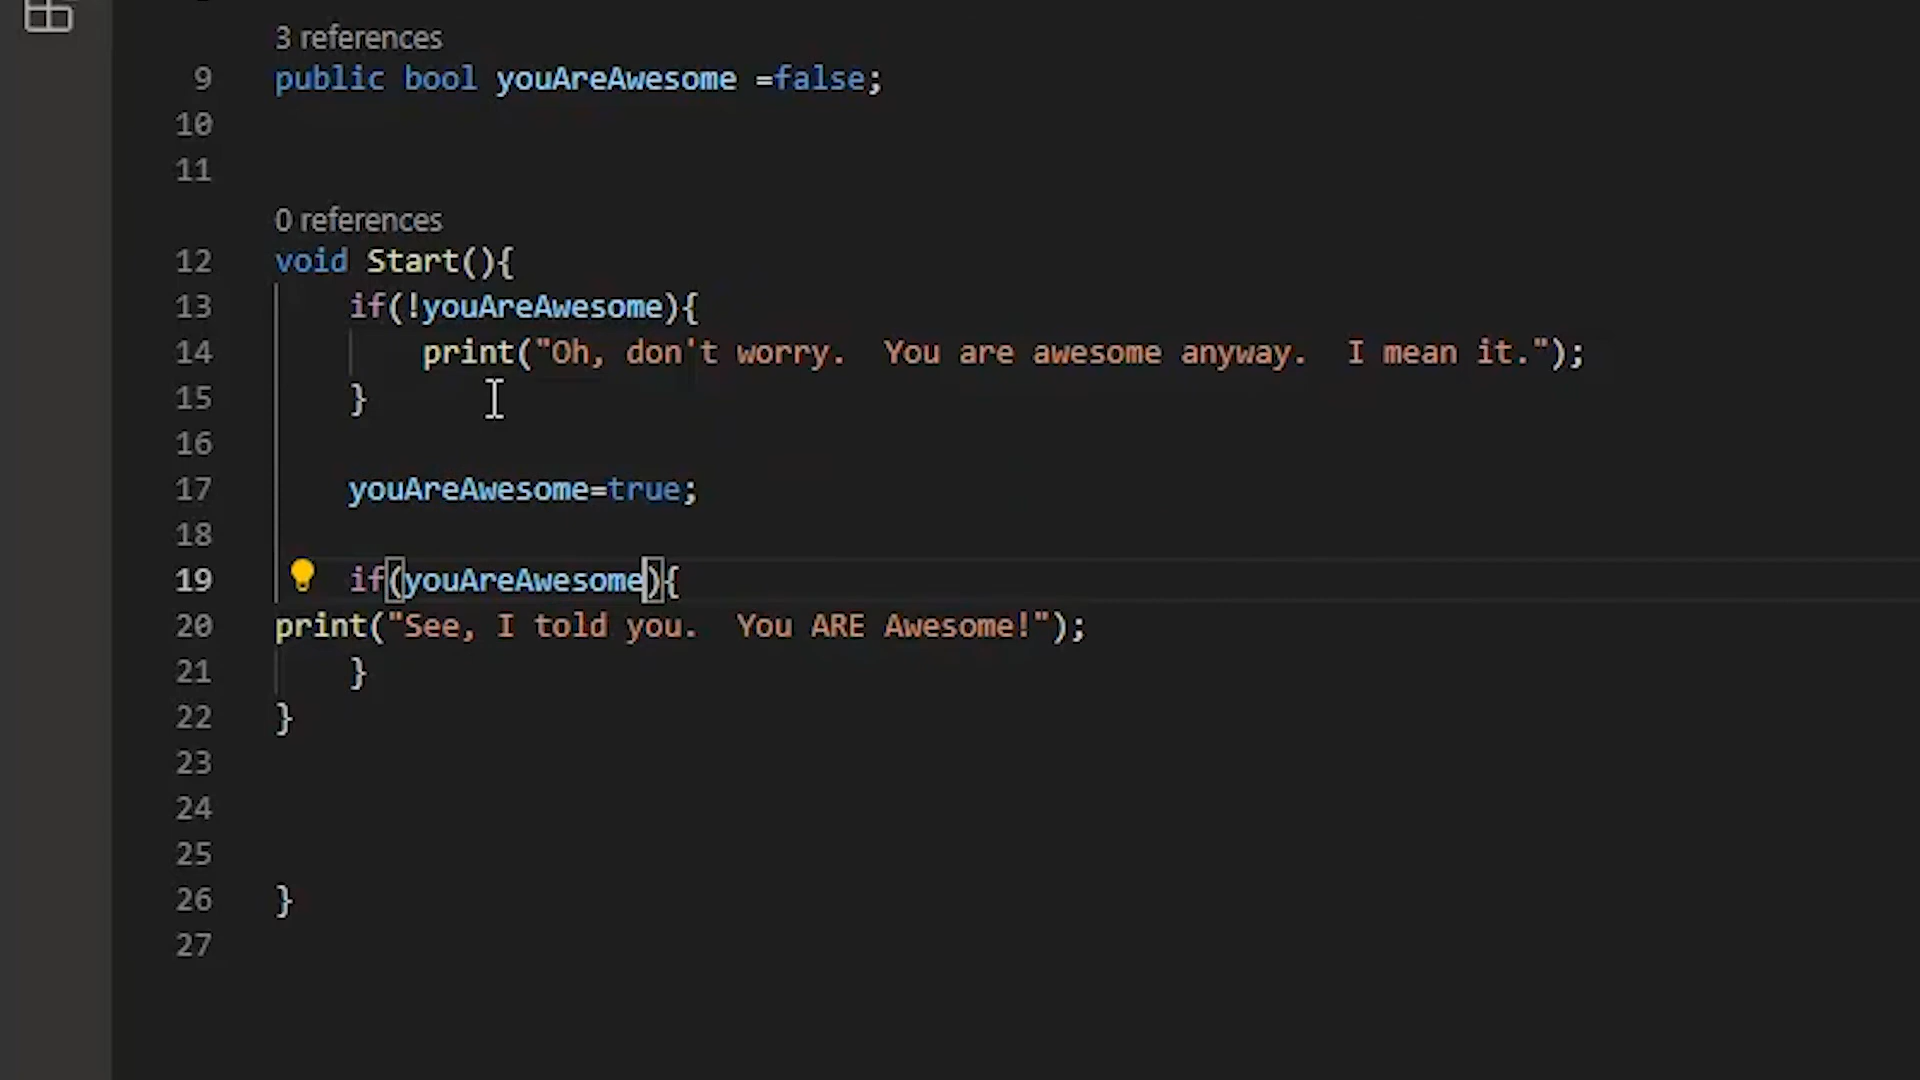 3 references
9 public bool youAreAwesome =false;
10
11
0 references
12 void Start(){
13 if(!youAreAwesome){
14 print("Oh, don't worry.  You are awesome anyway.  I mean it.");
15 }
16
17 youAreAwesome=true;
18
19 if(youAreAwesome){
20 print("See, I told you.  You ARE Awesome!");
21 }
22 }
23
24
25
26 }
27